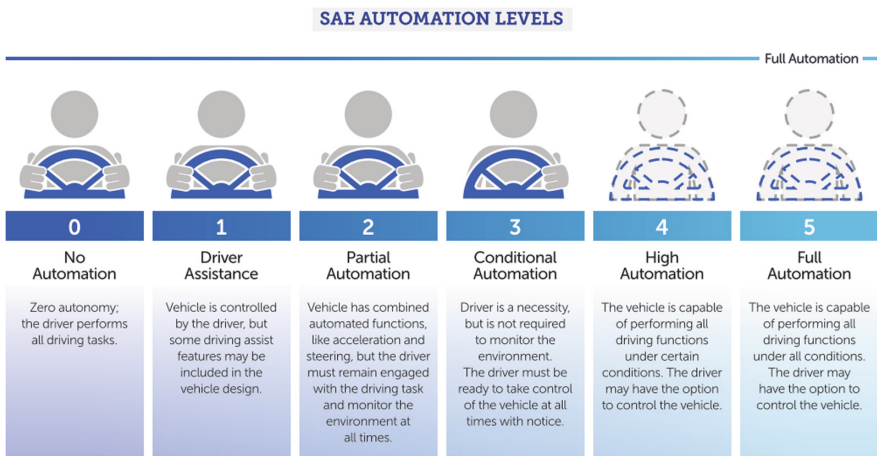 SAE AUTOMATION LEVELS
Full Automation
0
No
Automation
Zero autonomy;
the driver performs
all driving tasks.
1
Driver
Assistance
Vehicle is controlled
by the driver, but
some driving assist
features may be
included in the
vehicle design.
2
Partial
Automation
Vehicle has combined
automated functions,
like acceleration and
steering, but the driver
must remain engaged
with the driving task
and monitor the
environment at
all times.
3
Conditional
Automation
Driver is a necessity,
but is not required
to monitor the
environment.
The driver must be
ready to take control
of the vehicle at all
times with notice.
4
High
Automation
The vehicle is capable
of performing all
driving functions
under certain
conditions. The driver
may have the option
to control the vehicle.
5
Full
Automation
The vehicle is capable
of performing all
driving functions
under all conditions.
The driver may
have the option to
control the vehicle.